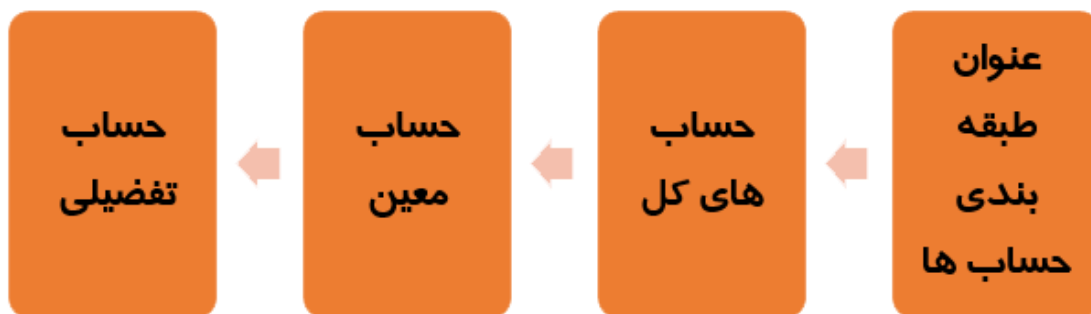 عنوان
طبقه
بندی
حساب ها
حساب
های کل
حساب
معین
حساب
تفضیلی